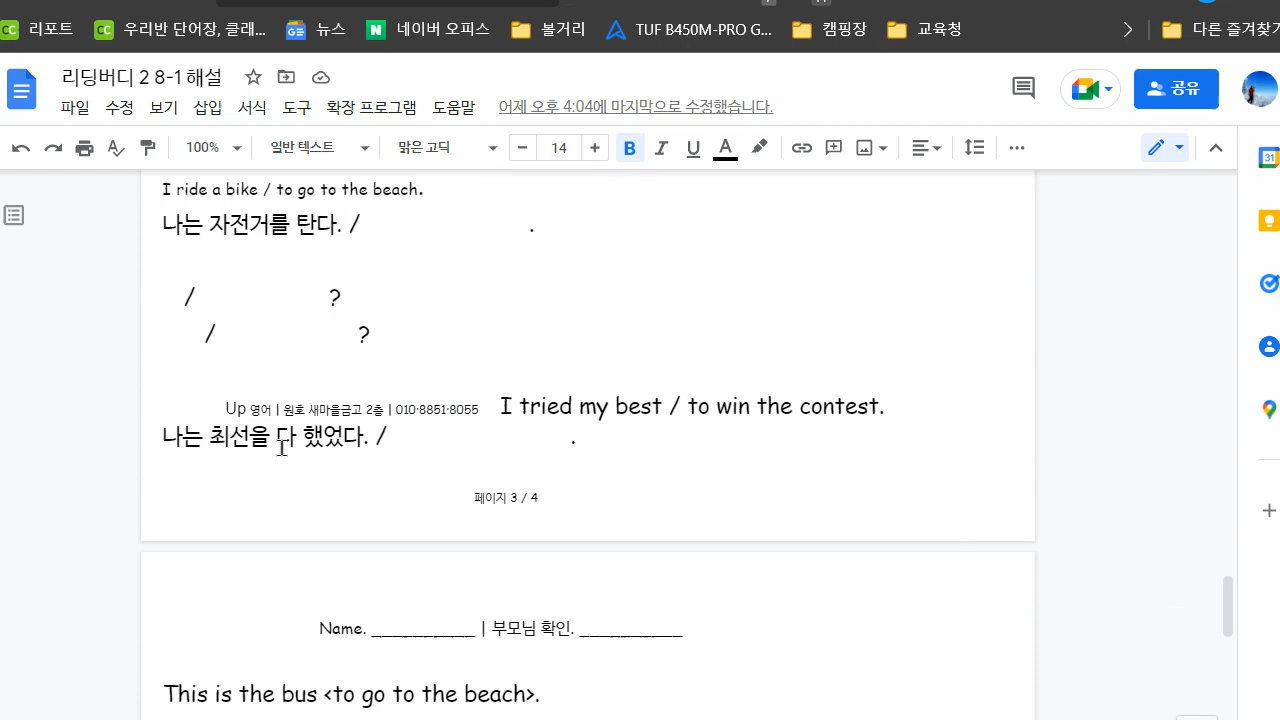 리포트 우리반 단어장, 클래... 뉴스 네이버 오피스 볼거리 TUF B450M-PRO G... 캠핑장 교육청 다른 즐겨찾기
리딩버디 2 8-1 해설
파일 수정 보기 삽입 서식 도구 확장 프로그램 도움말 어제 오후 4:04에 마지막으로 수정했습니다.
공유
100% 일반 텍스트 맑은 고딕 − 14 + B I U A
I ride a bike / to go to the beach.
나는 자전거를 탄다. / .
/ ?
/ ?
Up 영어 | 원호 새마을금고 2층 | 010·8851·8055 I tried my best / to win the contest.
나는 최선을 다 했었다. / .
페이지 3 / 4
Name. __________ | 부모님 확인. __________
This is the bus <to go to the beach>.